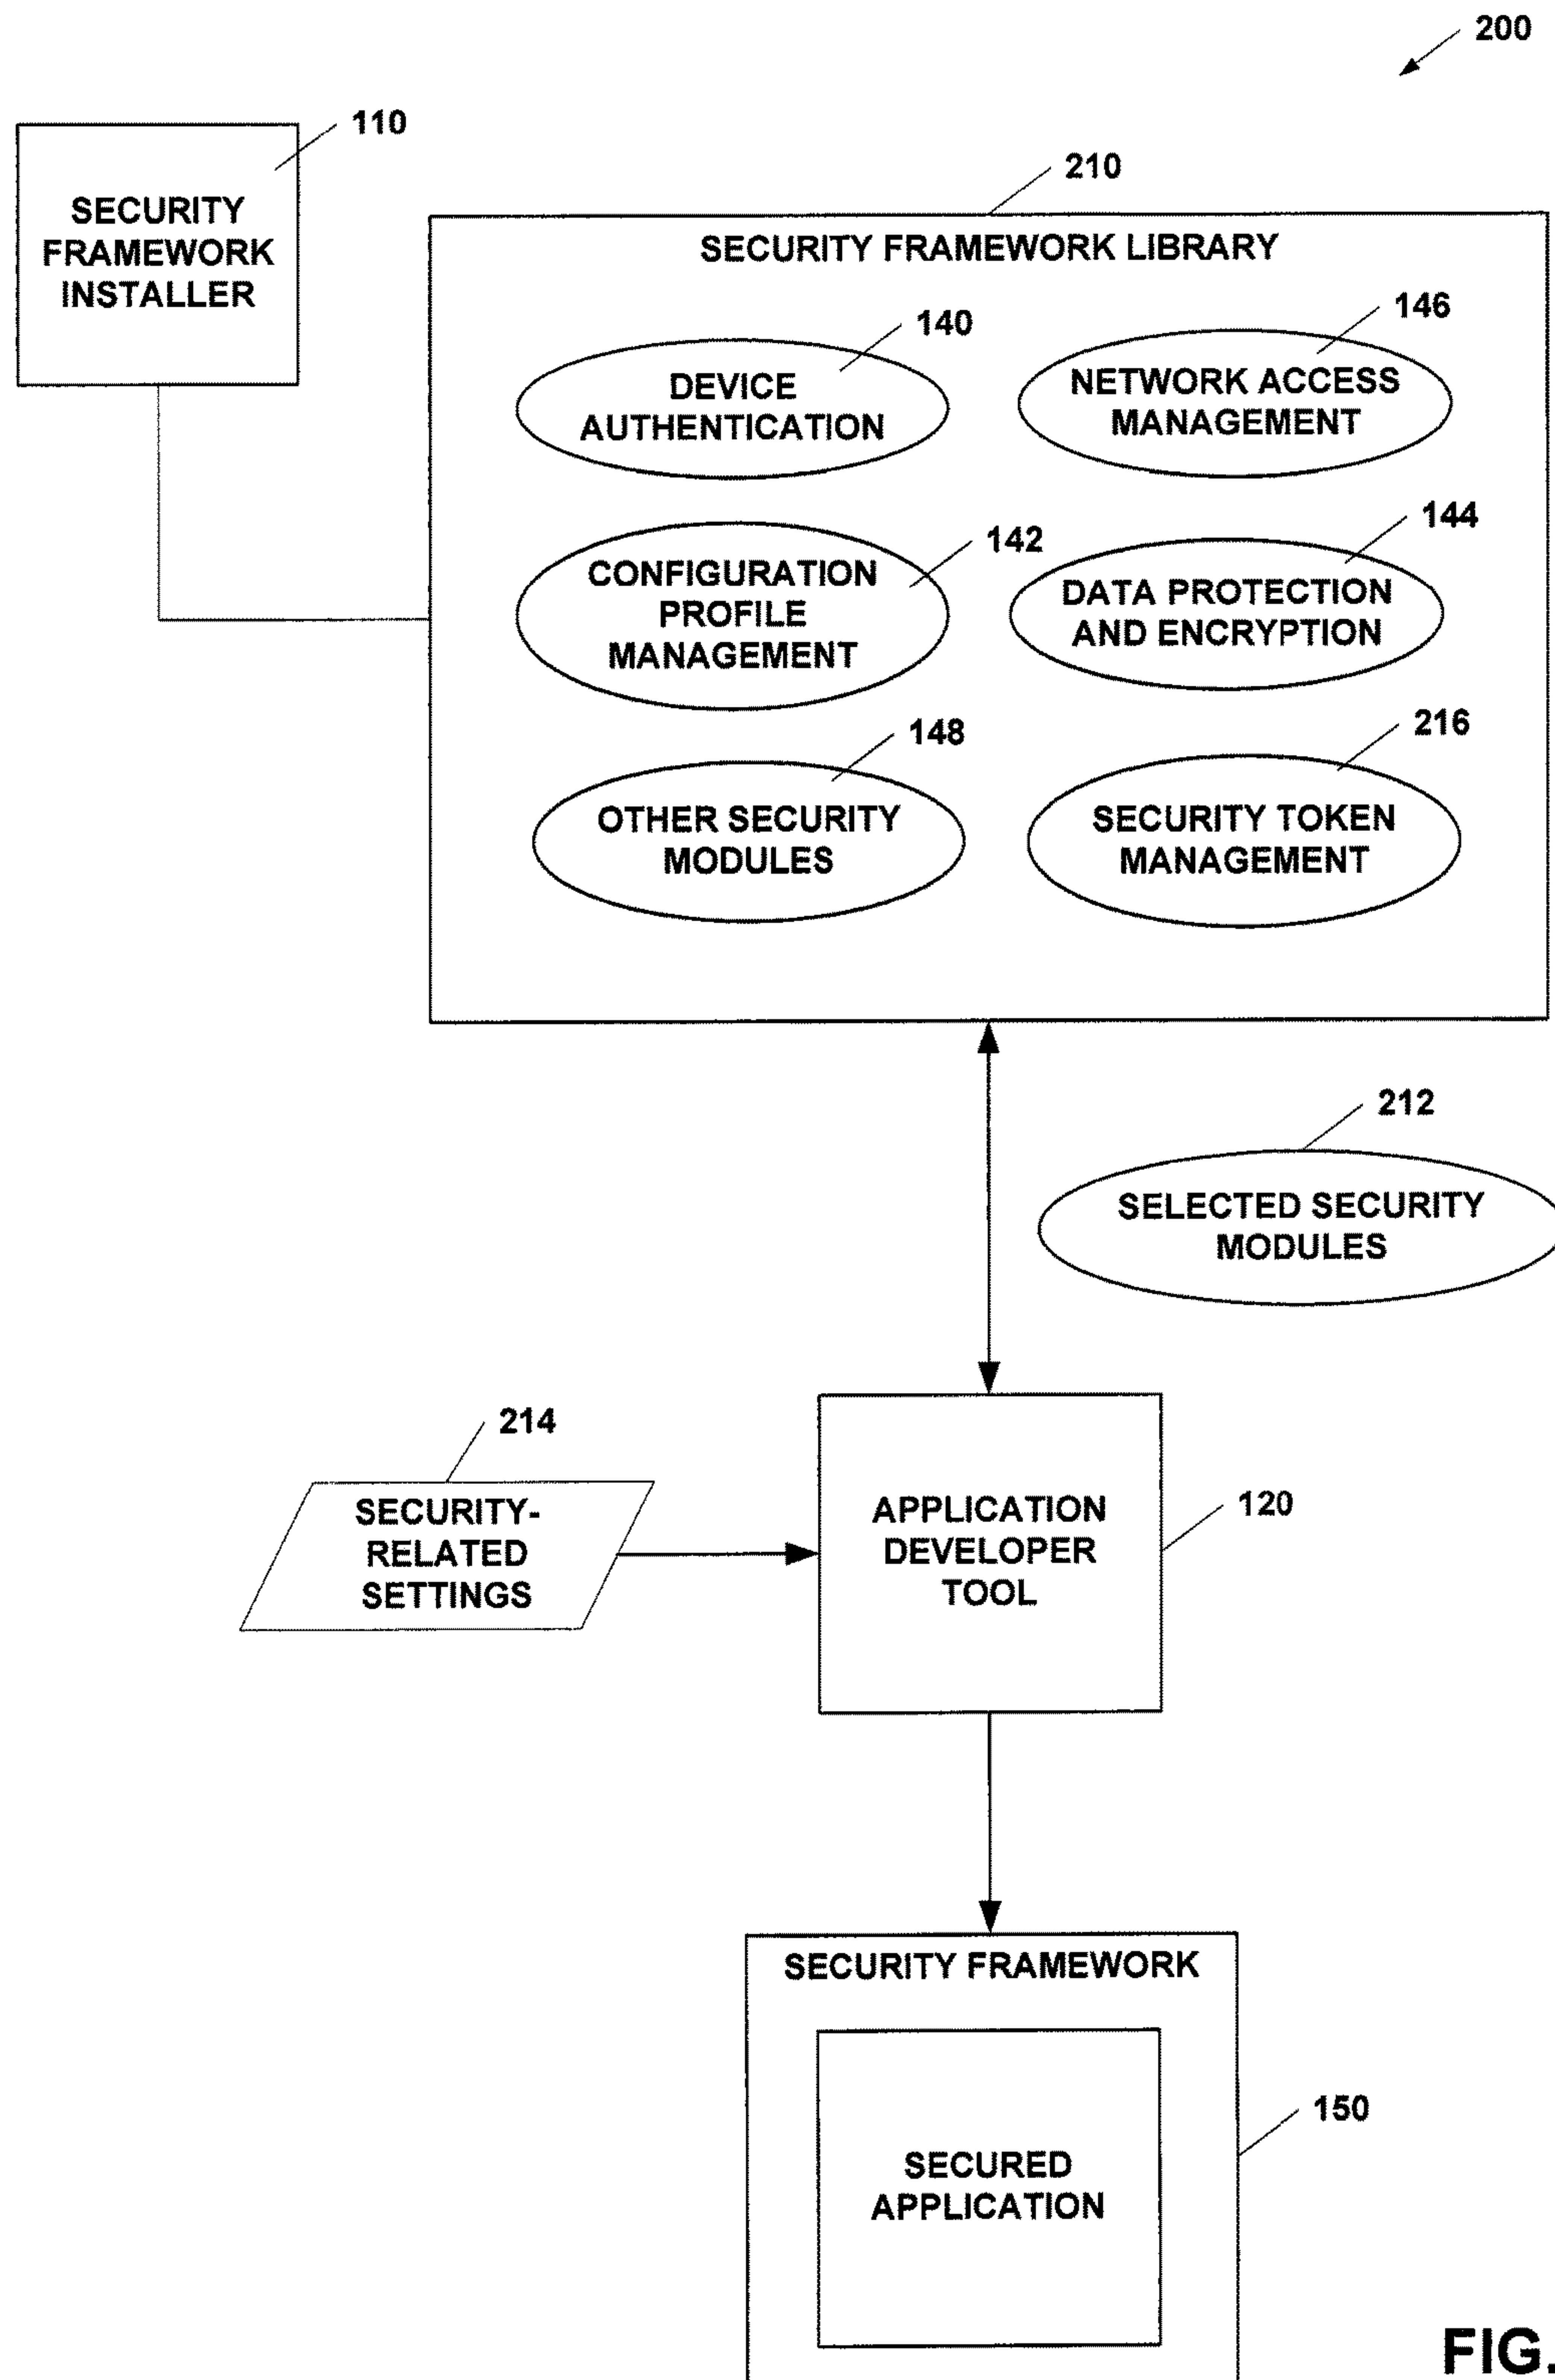 200
110
SECURITY
FRAMEWORK
INSTALLER
210
SECURITY FRAMEWORK LIBRARY
140
DEVICE
AUTHENTICATION
146
NETWORK ACCESS
MANAGEMENT
142
CONFIGURATION
PROFILE
MANAGEMENT
144
DATA PROTECTION
AND ENCRYPTION
148
OTHER SECURITY
MODULES
216
SECURITY TOKEN
MANAGEMENT
212
SELECTED SECURITY
MODULES
214
SECURITY-
RELATED
SETTINGS
APPLICATION
DEVELOPER
TOOL
120
SECURITY FRAMEWORK
SECURED
APPLICATION
150
FIG.